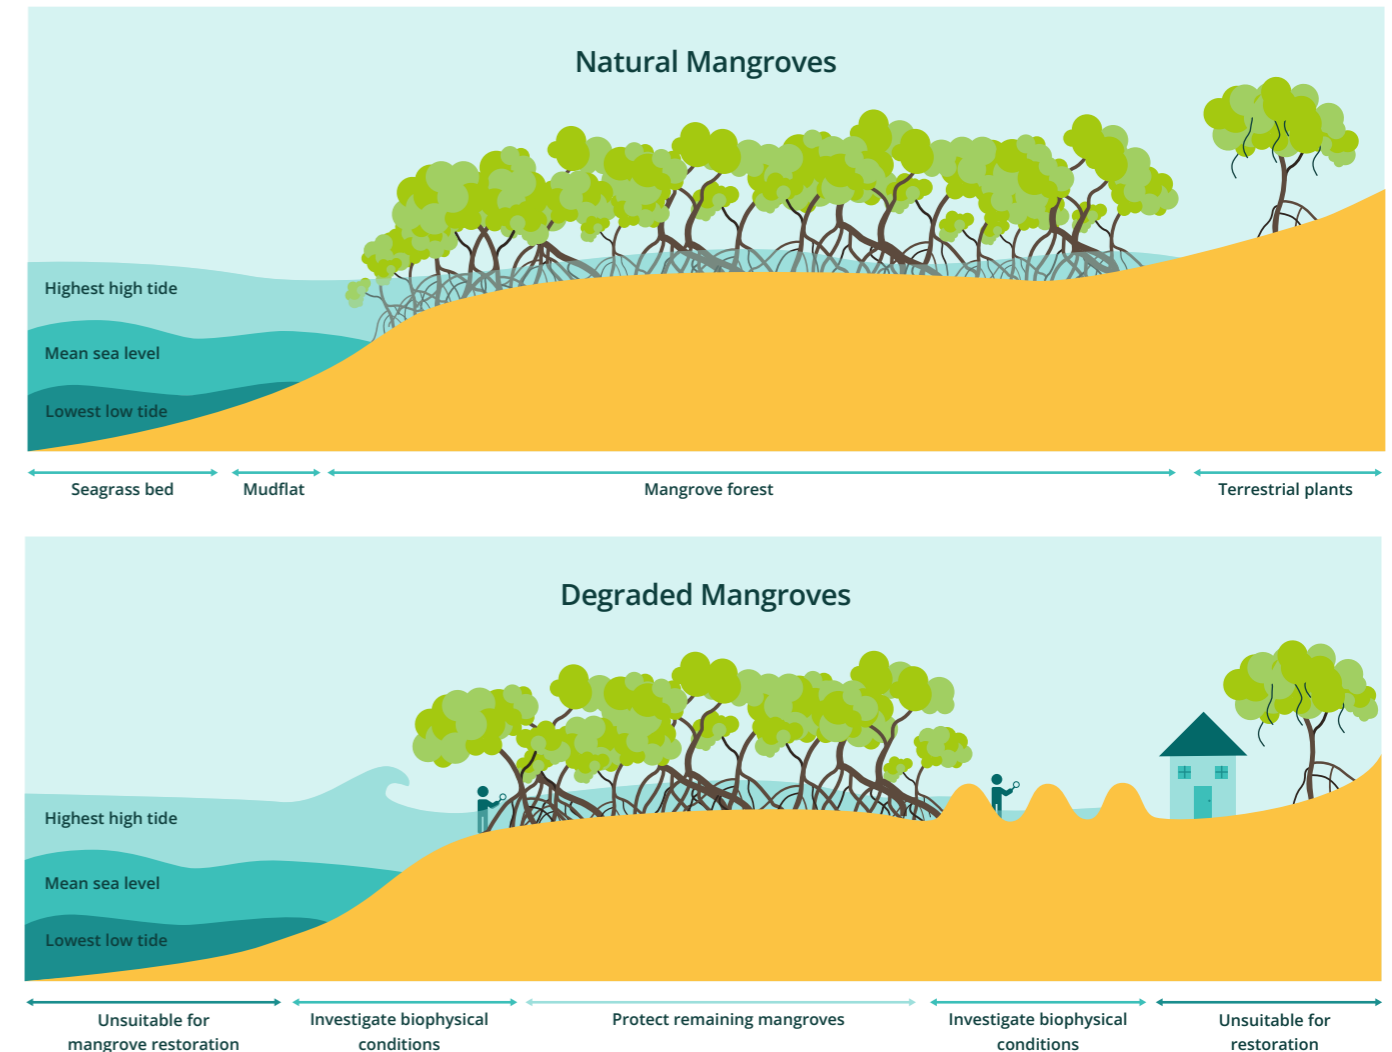 Natural Mangroves
Highest high tide
Mean sea level
Lowest low tide
Seagrass bed
Mudflat
Mangrove forest
Terrestrial plants
Degraded Mangroves
Highest high tide
Mean sea level
Lowest low tide
Unsuitable for
mangrove restoration
Investigate biophysical
conditions
Protect remaining mangroves
Investigate biophysical
conditions
Unsuitable for
restoration